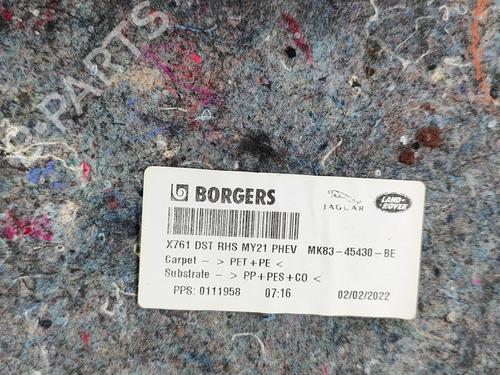 B-PARTS
BORGERS
JAGUAR
LAND-
ROVER
X761 DST RHS MY21 PHEV MK83-45430-BE
Carpet -> PET+PE <
Substrate -> PP+PES+CO <
PPS: 0111958 07:16 02/02/2022